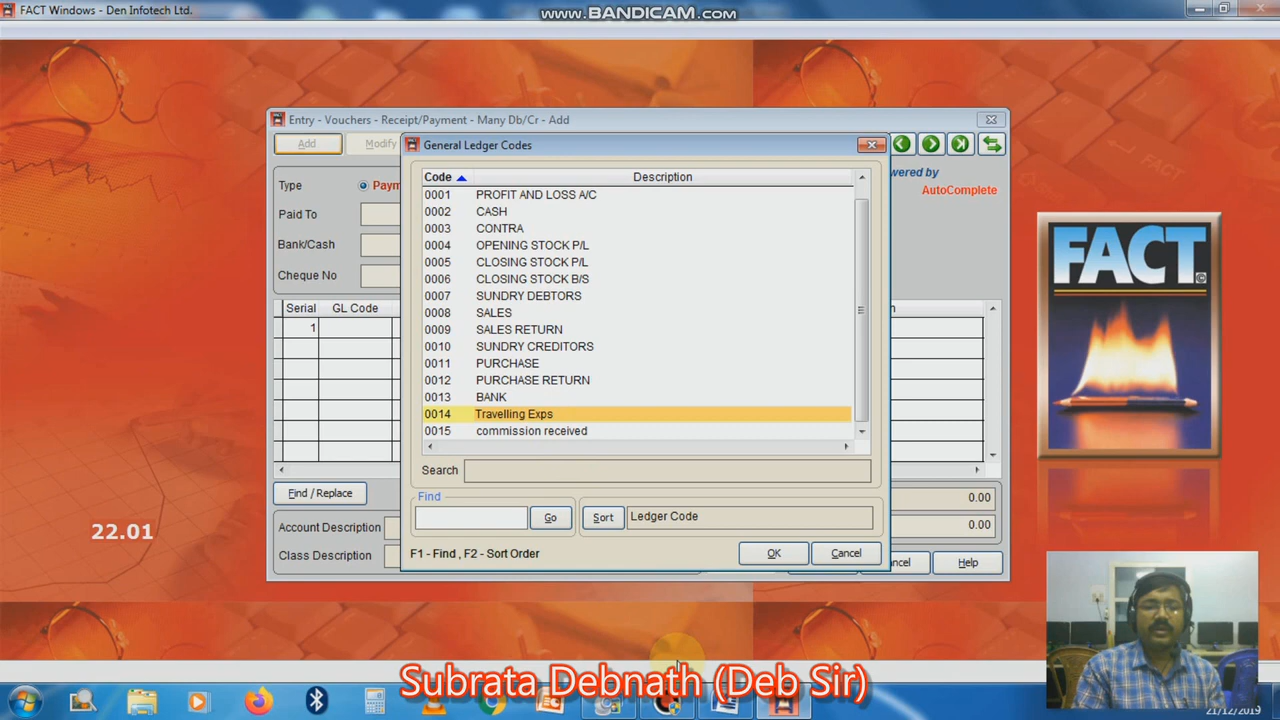 FACT Windows - Den Infotech Ltd.
www.BANDICAM.com
Entry - Vouchers - Receipt/Payment - Many Db/Cr - Add
Add
Modify
General Ledger Codes
wered by
AutoComplete
Type
Paym
Paid To
Bank/Cash
Cheque No
Serial GL Code
1
Code Description
0001 PROFIT AND LOSS A/C
0002 CASH
0003 CONTRA
0004 OPENING STOCK P/L
0005 CLOSING STOCK P/L
0006 CLOSING STOCK B/S
0007 SUNDRY DEBTORS
0008 SALES
0009 SALES RETURN
0010 SUNDRY CREDITORS
0011 PURCHASE
0012 PURCHASE RETURN
0013 BANK
0014 Travelling Exps
0015 commission received
Search
Find
Go
Sort
Ledger Code
F1 - Find , F2 - Sort Order
OK
Cancel
Find / Replace
Account Description
Class Description
0.00
0.00
ncel
Help
FACT
22.01
Subrata Debnath (Deb Sir)
21/12/2019